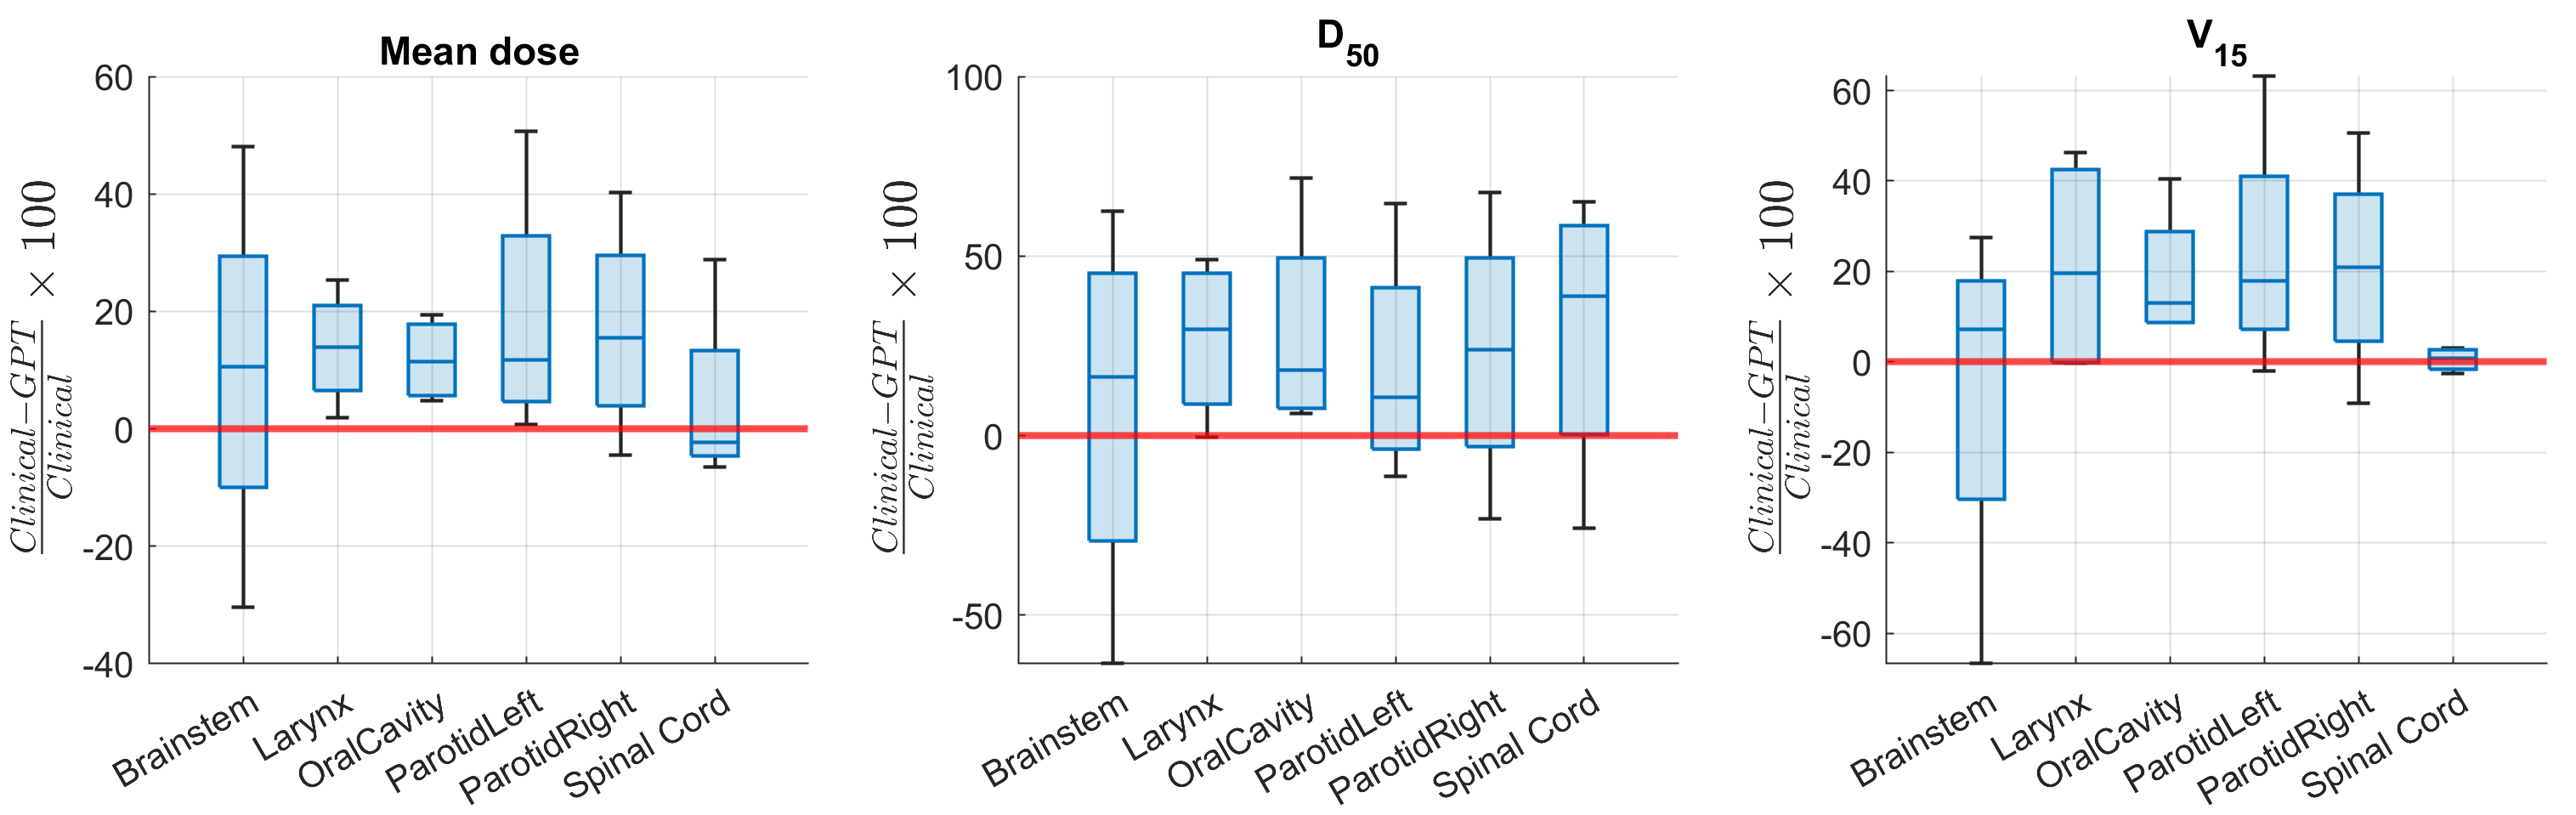 Mean dose
60
40
20
0
-20
-40
Clinical−GPT
Clinical
× 100
Brainstem
Larynx
OralCavity
ParotidLeft
ParotidRight
Spinal Cord
D50
100
50
0
-50
Clinical−GPT
Clinical
× 100
Brainstem
Larynx
OralCavity
ParotidLeft
ParotidRight
Spinal Cord
V15
60
40
20
0
-20
-40
-60
Clinical−GPT
Clinical
× 100
Brainstem
Larynx
OralCavity
ParotidLeft
ParotidRight
Spinal Cord